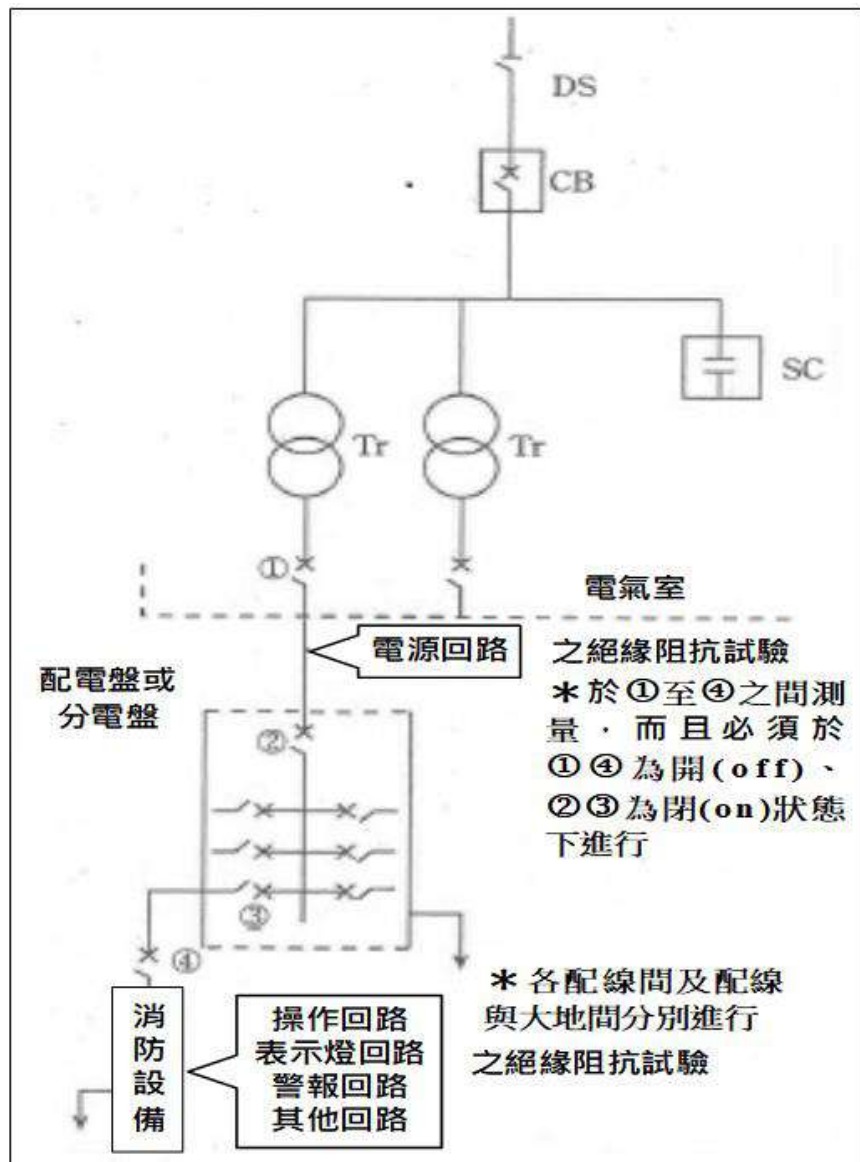 DS
CB
SC
Tr
Tr
①
電氣室
電源回路
之絕緣阻抗試驗
配電盤或
分電盤
＊於①至④之間測
量，而且必須於
①④為開(off)、
②③為閉(on)狀態
下進行
②
③
④
＊各配線間及配線
與大地間分別進行
之絕緣阻抗試驗
消
防
設
備
操作回路
表示燈回路
警報回路
其他回路